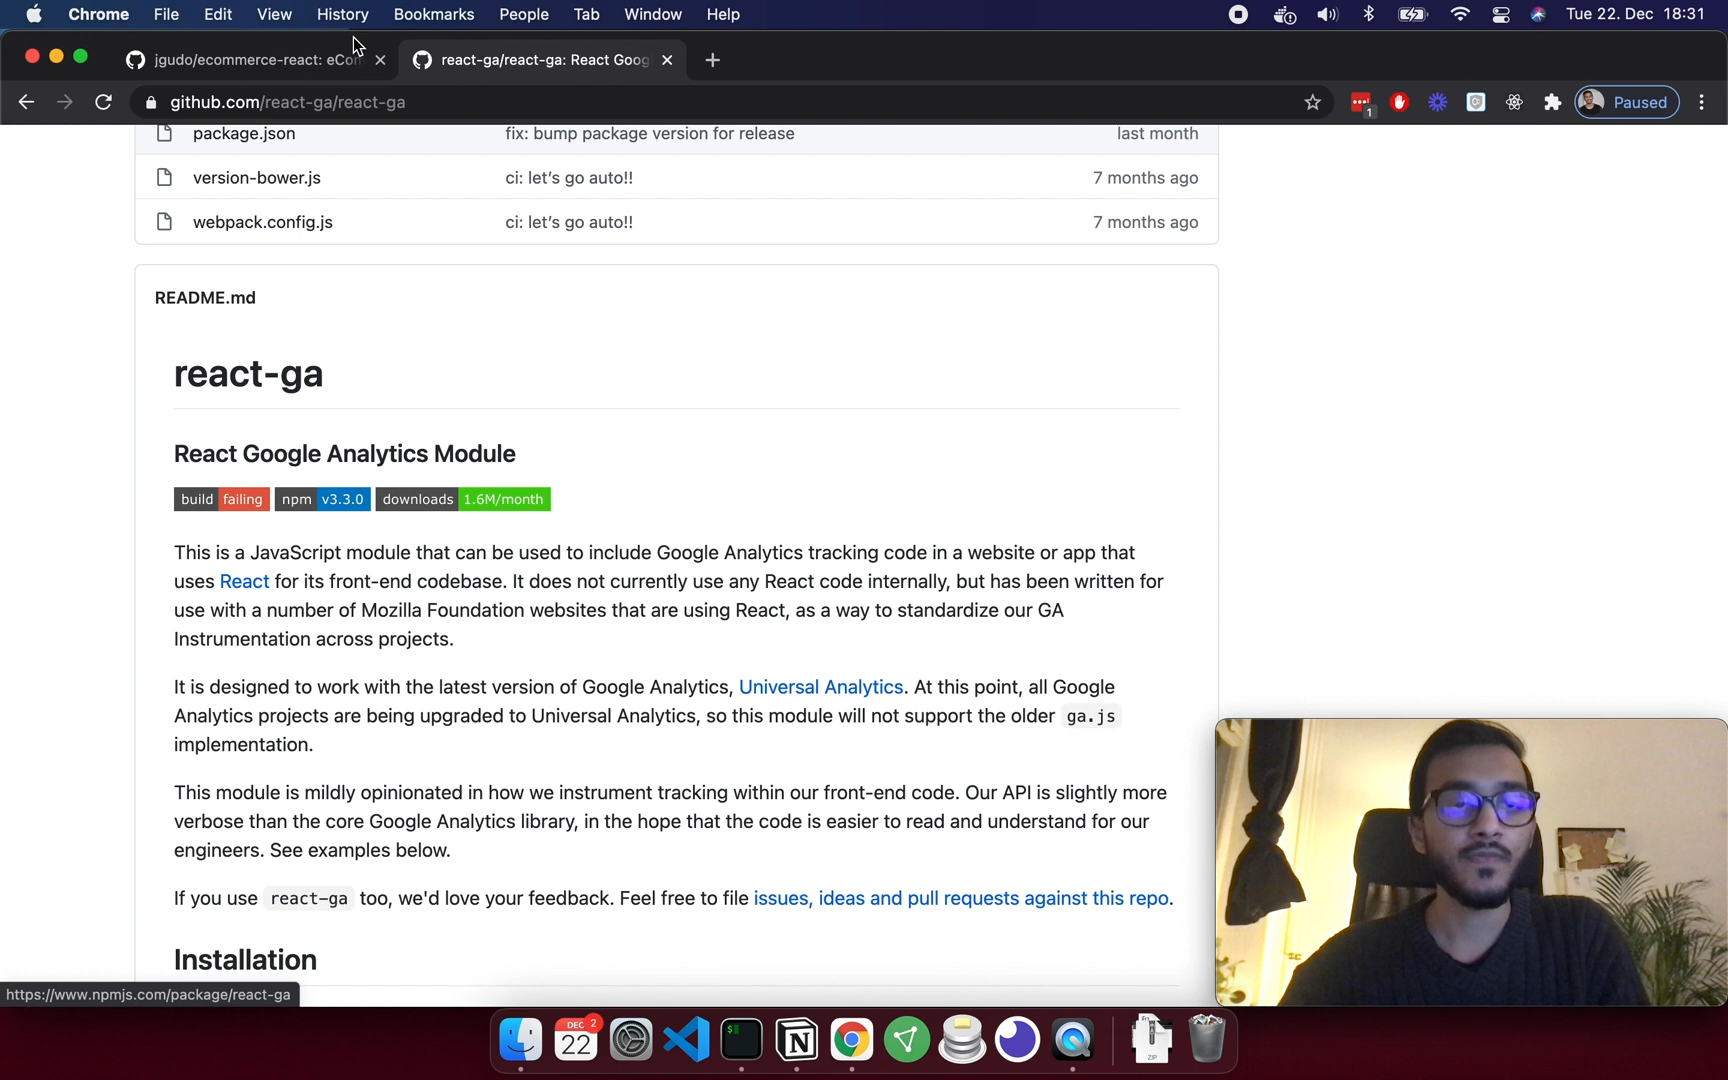 Chrome File Edit View History Bookmarks People Tab Window Help Tue 22. Dec 18:31
jgudo/ecommerce-react: eCom react-ga/react-ga: React Goog
github.com/react-ga/react-ga 1 Paused
package.json fix: bump package version for release last month
version-bower.js ci: let's go auto!! 7 months ago
webpack.config.js ci: let's go auto!! 7 months ago
README.md
react-ga
React Google Analytics Module
build failing npm v3.3.0 downloads 1.6M/month
This is a JavaScript module that can be used to include Google Analytics tracking code in a website or app that
uses React for its front-end codebase. It does not currently use any React code internally, but has been written for
use with a number of Mozilla Foundation websites that are using React, as a way to standardize our GA
Instrumentation across projects.
It is designed to work with the latest version of Google Analytics, Universal Analytics. At this point, all Google
Analytics projects are being upgraded to Universal Analytics, so this module will not support the older ga.js
implementation.
This module is mildly opinionated in how we instrument tracking within our front-end code. Our API is slightly more
verbose than the core Google Analytics library, in the hope that the code is easier to read and understand for our
engineers. See examples below.
If you use react-ga too, we'd love your feedback. Feel free to file issues, ideas and pull requests against this repo.
Installation
https://www.npmjs.com/package/react-ga
DEC 2
22
$
N
ZIP